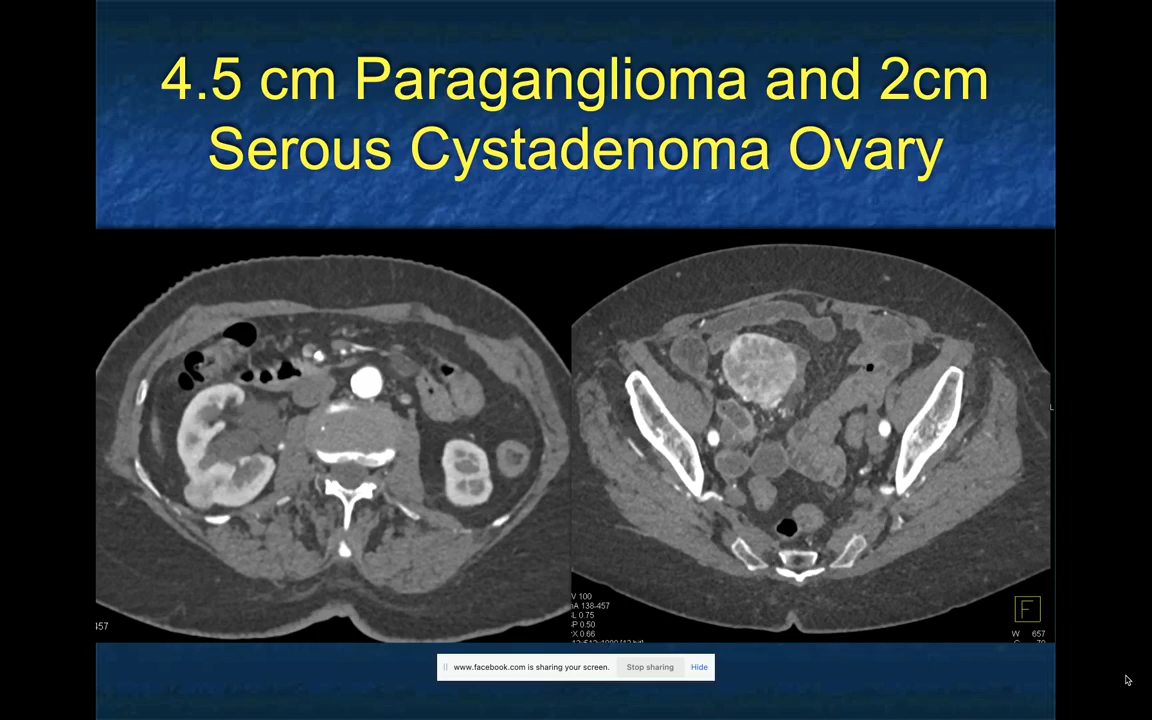 4.5 cm Paraganglioma and 2cm
Serous Cystadenoma Ovary
L
V 100
A 138-457
L 0.75
P 0.50
X 0.66
457
F
W 657
www.facebook.com is sharing your screen. Stop sharing Hide